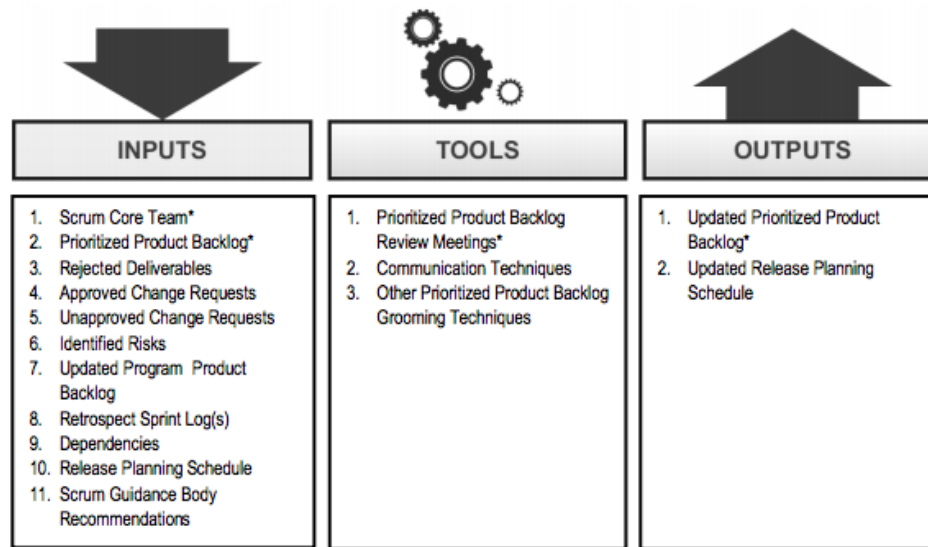 INPUTS
1. Scrum Core Team*
2. Prioritized Product Backlog*
3. Rejected Deliverables
4. Approved Change Requests
5. Unapproved Change Requests
6. Identified Risks
7. Updated Program Product
Backlog
8. Retrospect Sprint Log(s)
9. Dependencies
10. Release Planning Schedule
11. Scrum Guidance Body
Recommendations
TOOLS
1. Prioritized Product Backlog
Review Meetings*
2. Communication Techniques
3. Other Prioritized Product Backlog
Grooming Techniques
OUTPUTS
1. Updated Prioritized Product
Backlog*
2. Updated Release Planning
Schedule